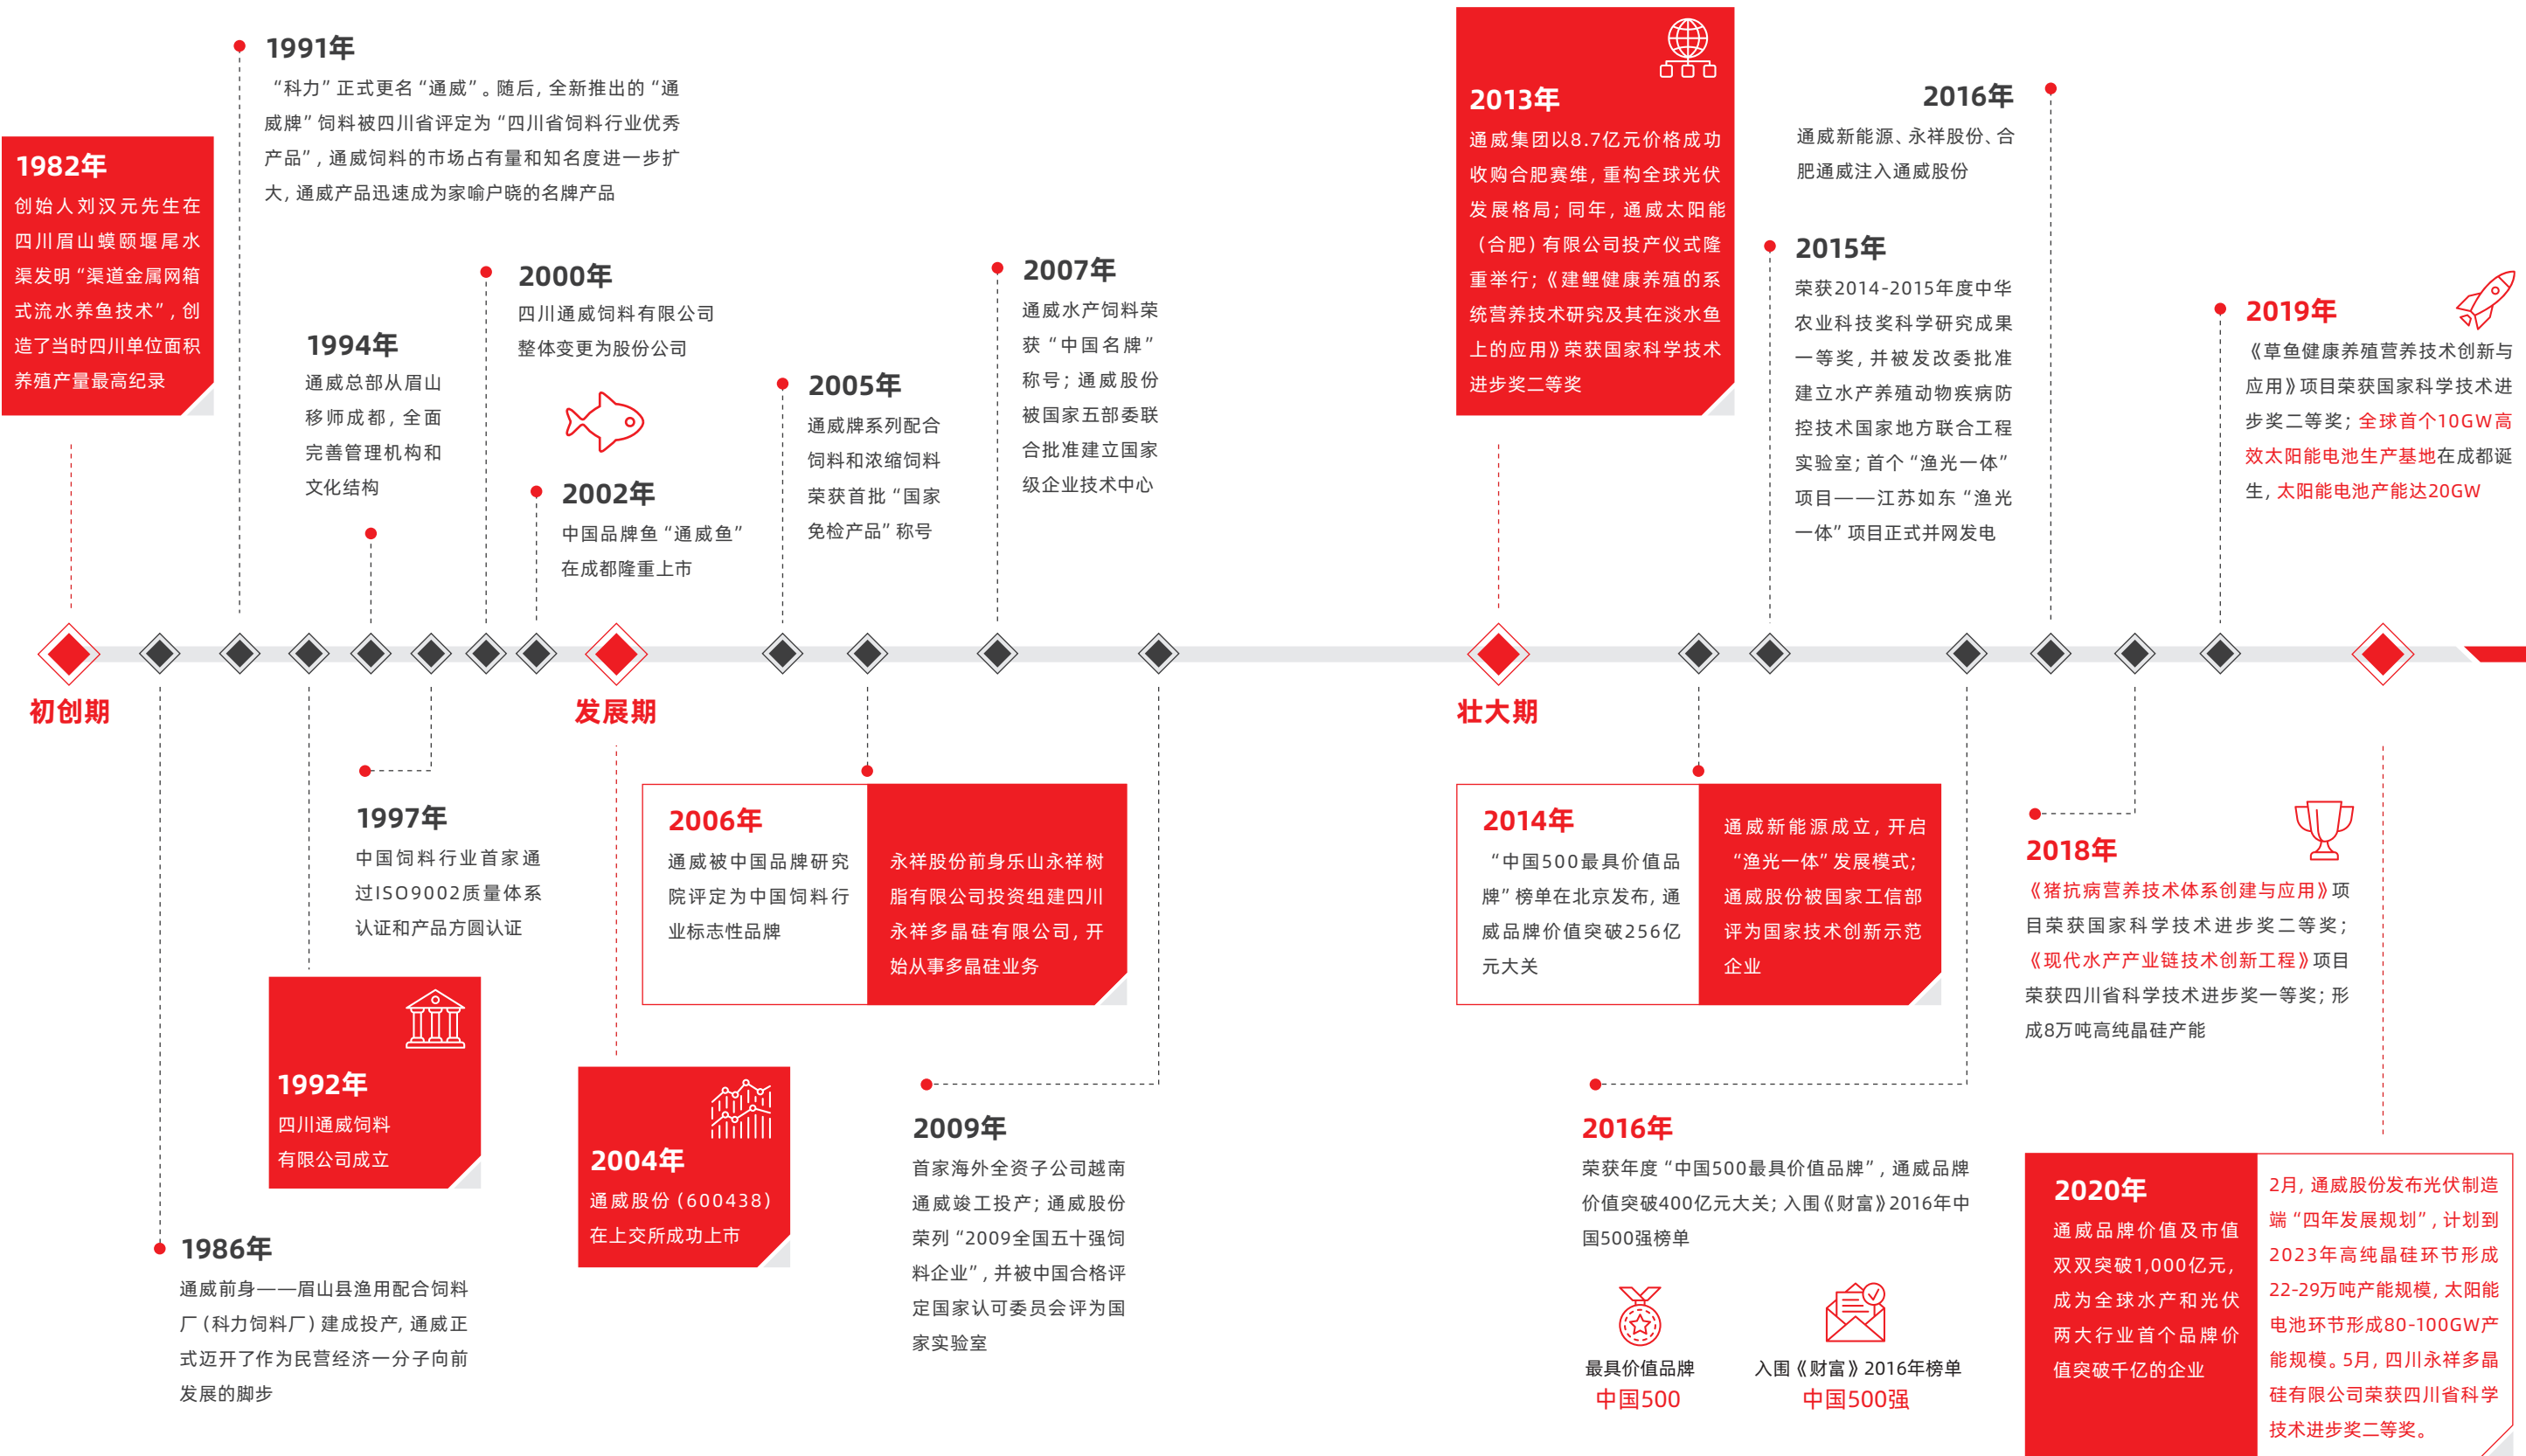 1982年
创始人刘汉元先生在
四川眉山蟆颐堰尾水
渠发明“渠道金属网箱
式流水养鱼技术”，创
造了当时四川单位面积
养殖产量最高纪录
1991年
“科力”正式更名“通威”。随后，全新推出的“通
威牌”饲料被四川省评定为“四川省饲料行业优秀
产品”，通威饲料的市场占有量和知名度进一步扩
大，通威产品迅速成为家喻户晓的名牌产品
1994年
通威总部从眉山
移师成都，全面
完善管理机构和
文化结构
2000年
四川通威饲料有限公司
整体变更为股份公司
2002年
中国品牌鱼“通威鱼”
在成都隆重上市
2005年
通威牌系列配合
饲料和浓缩饲料
荣获首批“国家
免检产品”称号
2007年
通威水产饲料荣
获“中国名牌”
称号；通威股份
被国家五部委联
合批准建立国家
级企业技术中心
2013年
通威集团以8.7亿元价格成功
收购合肥赛维，重构全球光伏
发展格局；同年，通威太阳能
（合肥）有限公司投产仪式隆
重举行；《建鲤健康养殖的系
统营养技术研究及其在淡水鱼
上的应用》荣获国家科学技术
进步奖二等奖
2016年
通威新能源、永祥股份、合
肥通威注入通威股份
2015年
荣获2014-2015年度中华
农业科技奖科学研究成果
一等奖，并被发改委批准
建立水产养殖动物疾病防
控技术国家地方联合工程
实验室；首个“渔光一体”
项目——江苏如东“渔光
一体”项目正式并网发电
2019年
《草鱼健康养殖营养技术创新与
应用》项目荣获国家科学技术进
步奖二等奖；全球首个10GW高
效太阳能电池生产基地在成都诞
生，太阳能电池产能达20GW
初创期
发展期
壮大期
1997年
中国饲料行业首家通
过ISO9002质量体系
认证和产品方圆认证
1992年
四川通威饲料
有限公司成立
1986年
通威前身——眉山县渔用配合饲料
厂（科力饲料厂）建成投产，通威正
式迈开了作为民营经济一分子向前
发展的脚步
2006年
通威被中国品牌研究
院评定为中国饲料行
业标志性品牌
永祥股份前身乐山永祥树
脂有限公司投资组建四川
永祥多晶硅有限公司，开
始从事多晶硅业务
2004年
通威股份（600438）
在上交所成功上市
2009年
首家海外全资子公司越南
通威竣工投产；通威股份
荣列“2009全国五十强饲
料企业”，并被中国合格评
定国家认可委员会评为国
家实验室
2014年
“中国500最具价值品
牌”榜单在北京发布，通
威品牌价值突破256亿
元大关
通威新能源成立，开启
“渔光一体”发展模式；
通威股份被国家工信部
评为国家技术创新示范
企业
2016年
荣获年度“中国500最具价值品牌”，通威品牌
价值突破400亿元大关；入围《财富》2016年中
国500强榜单
最具价值品牌
中国500
入围《财富》2016年榜单
中国500强
2018年
《猪抗病营养技术体系创建与应用》项
目荣获国家科学技术进步奖二等奖；
《现代水产产业链技术创新工程》项目
荣获四川省科学技术进步奖一等奖；形
成8万吨高纯晶硅产能
2020年
通威品牌价值及市值
双双突破1,000亿元，
成为全球水产和光伏
两大行业首个品牌价
值突破千亿的企业
2月，通威股份发布光伏制造
端“四年发展规划”，计划到
2023年高纯晶硅环节形成
22-29万吨产能规模，太阳能
电池环节形成80-100GW产
能规模。5月，四川永祥多晶
硅有限公司荣获四川省科学
技术进步奖二等奖。